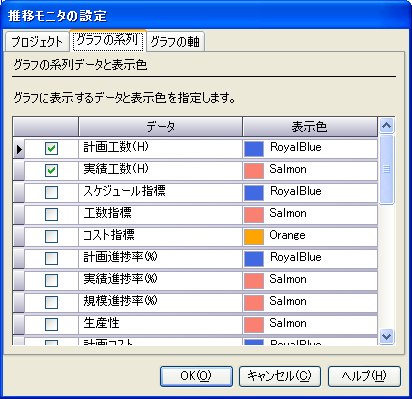 推移モニタの設定
プロジェクト グラフの系列 グラフの軸
グラフの系列データと表示色
グラフに表示するデータと表示色を指定します。
データ 表示色
計画工数(H) RoyalBlue
実績工数(H) Salmon
スケジュール指標 RoyalBlue
工数指標 Salmon
コスト指標 Orange
計画進捗率(%) RoyalBlue
実績進捗率(%) Salmon
規模進捗率(%) Salmon
生産性 Salmon
計画コスト RoyalBlue
OK(O) キャンセル(C) ヘルプ(H)